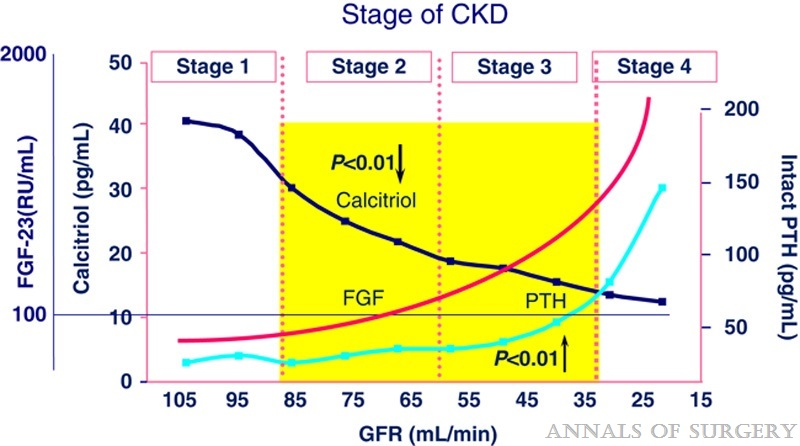 Stage of CKD
Stage 1 Stage 2 Stage 3 Stage 4
2000
100
FGF-23(RU/mL)
50
40
30
20
10
0
Calcitriol (pg/mL)
P<0.01
Calcitriol
FGF
PTH
P<0.01
200
150
100
50
Intact PTH (pg/mL)
105 95 85 75 65 55 45 35 25 15
GFR (mL/min)
ANNALS OF SURGERY